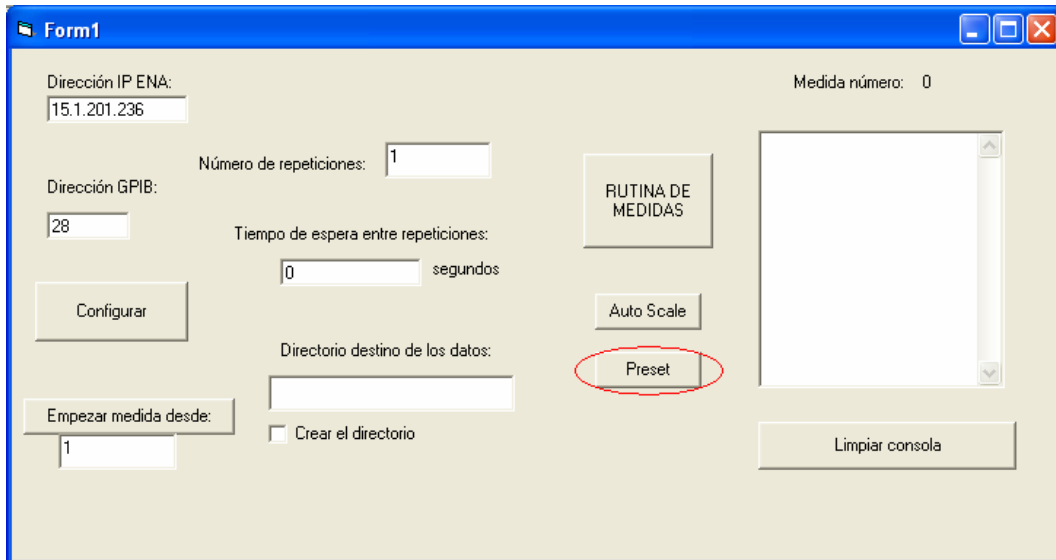 Form1
Dirección IP ENA:
15.1.201.236
Medida número: 0
Número de repeticiones:
1
Dirección GPIB:
28
RUTINA DE
MEDIDAS
Tiempo de espera entre repeticiones:
0
segundos
Configurar
Auto Scale
Directorio destino de los datos:
Preset
Empezar medida desde:
1
Crear el directorio
Limpiar consola